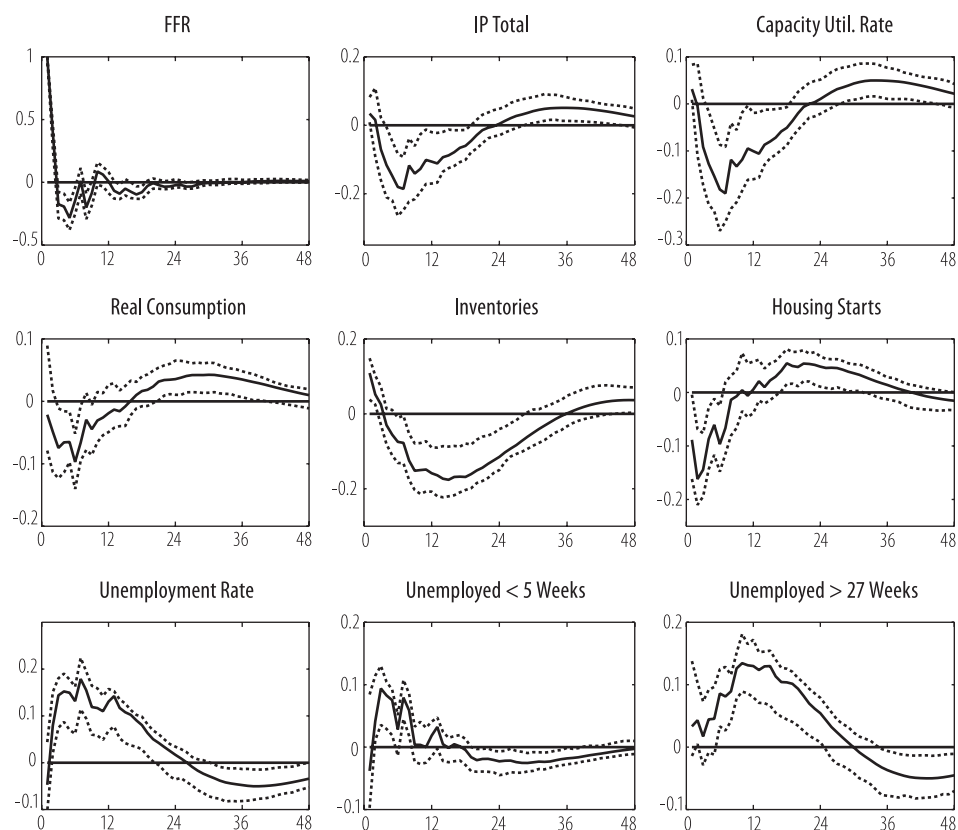 FFR
IP Total
Capacity Util. Rate
1
0.5
0
–0.5
0 12 24 36 48
0.2
0
–0.2
0 12 24 36 48
0.1
0
–0.1
–0.2
–0.3
0 12 24 36 48
Real Consumption
Inventories
Housing Starts
0.1
0
–0.1
–0.2
0 12 24 36 48
0.2
0
–0.2
0 12 24 36 48
0.1
0
–0.1
–0.2
0 12 24 36 48
Unemployment Rate
Unemployed < 5 Weeks
Unemployed > 27 Weeks
0.2
0.1
0
–0.1
0 12 24 36 48
0.2
0.1
0
–0.1
0 12 24 36 48
0.2
0.1
0
–0.1
0 12 24 36 48